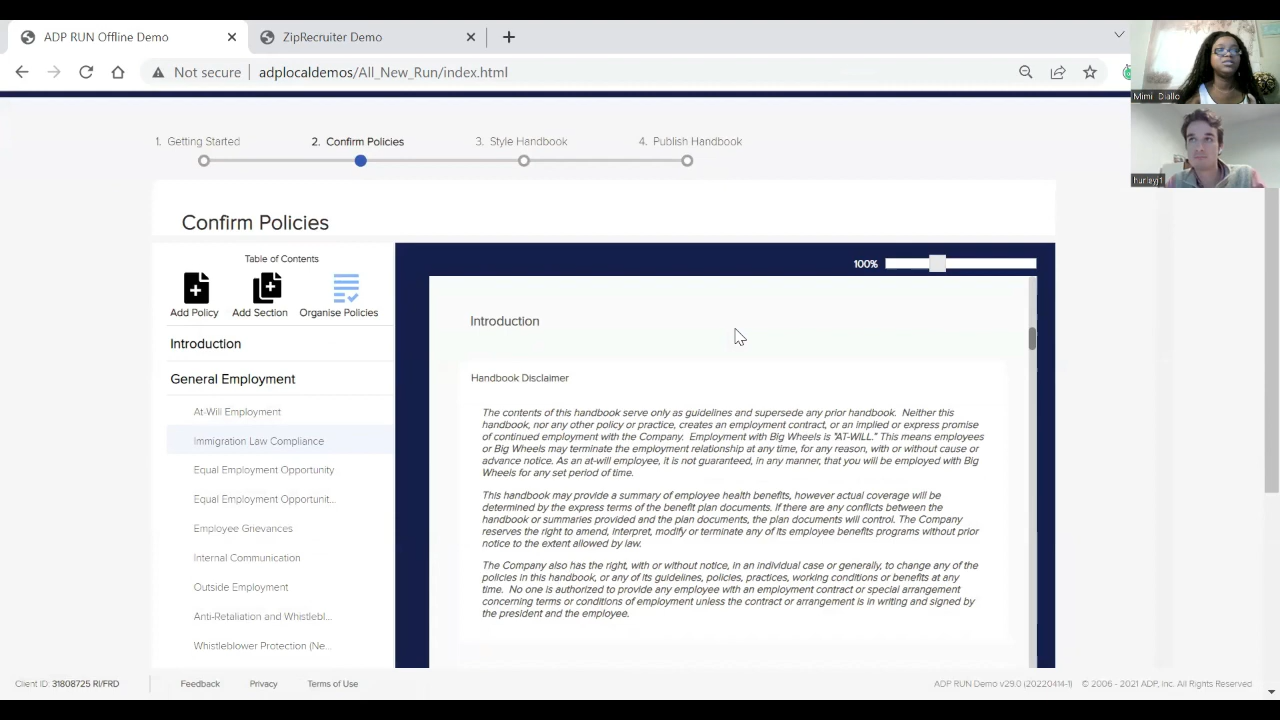 ADP RUN Offline Demo
ZipRecruiter Demo
Not secure
adplocaldemos/All_New_Run/index.html
Mimi Diallo
hurleyj1
1. Getting Started
2. Confirm Policies
3. Style Handbook
4. Publish Handbook
Confirm Policies
Table of Contents
Add Policy
Add Section
Organise Policies
Introduction
General Employment
At-Will Employment
Immigration Law Compliance
Equal Employment Opportunity
Equal Employment Opportunit...
Employee Grievances
Internal Communication
Outside Employment
Anti-Retaliation and Whistlebl...
Whistleblower Protection (Ne...
100%
Introduction
Handbook Disclaimer
The contents of this handbook serve only as guidelines and supersede any prior handbook. Neither this
handbook, nor any other policy or practice, creates an employment contract, or an implied or express promise
of continued employment with the Company. Employment with Big Wheels is "AT-WILL." This means employees
or Big Wheels may terminate the employment relationship at any time, for any reason, with or without cause or
advance notice. As an at-will employee, it is not guaranteed, in any manner, that you will be employed with Big
Wheels for any set period of time.
This handbook may provide a summary of employee health benefits, however actual coverage will be
determined by the express terms of the benefit plan documents. If there are any conflicts between the
handbook or summaries provided and the plan documents, the plan documents will control. The Company
reserves the right to amend, interpret, modify or terminate any of its employee benefits programs without prior
notice to the extent allowed by law.
The Company also has the right, with or without notice, in an individual case or generally, to change any of the
policies in this handbook, or any of its guidelines, policies, practices, working conditions or benefits at any
time. No one is authorized to provide any employee with an employment contract or special arrangement
concerning terms or conditions of employment unless the contract or arrangement is in writing and signed by
the president and the employee.
Client ID: 31808725 RI/FRD
Feedback
Privacy
Terms of Use
ADP RUN Demo v29.0 (20220414-1) © 2006 - 2021 ADP, Inc. All Rights Reserved